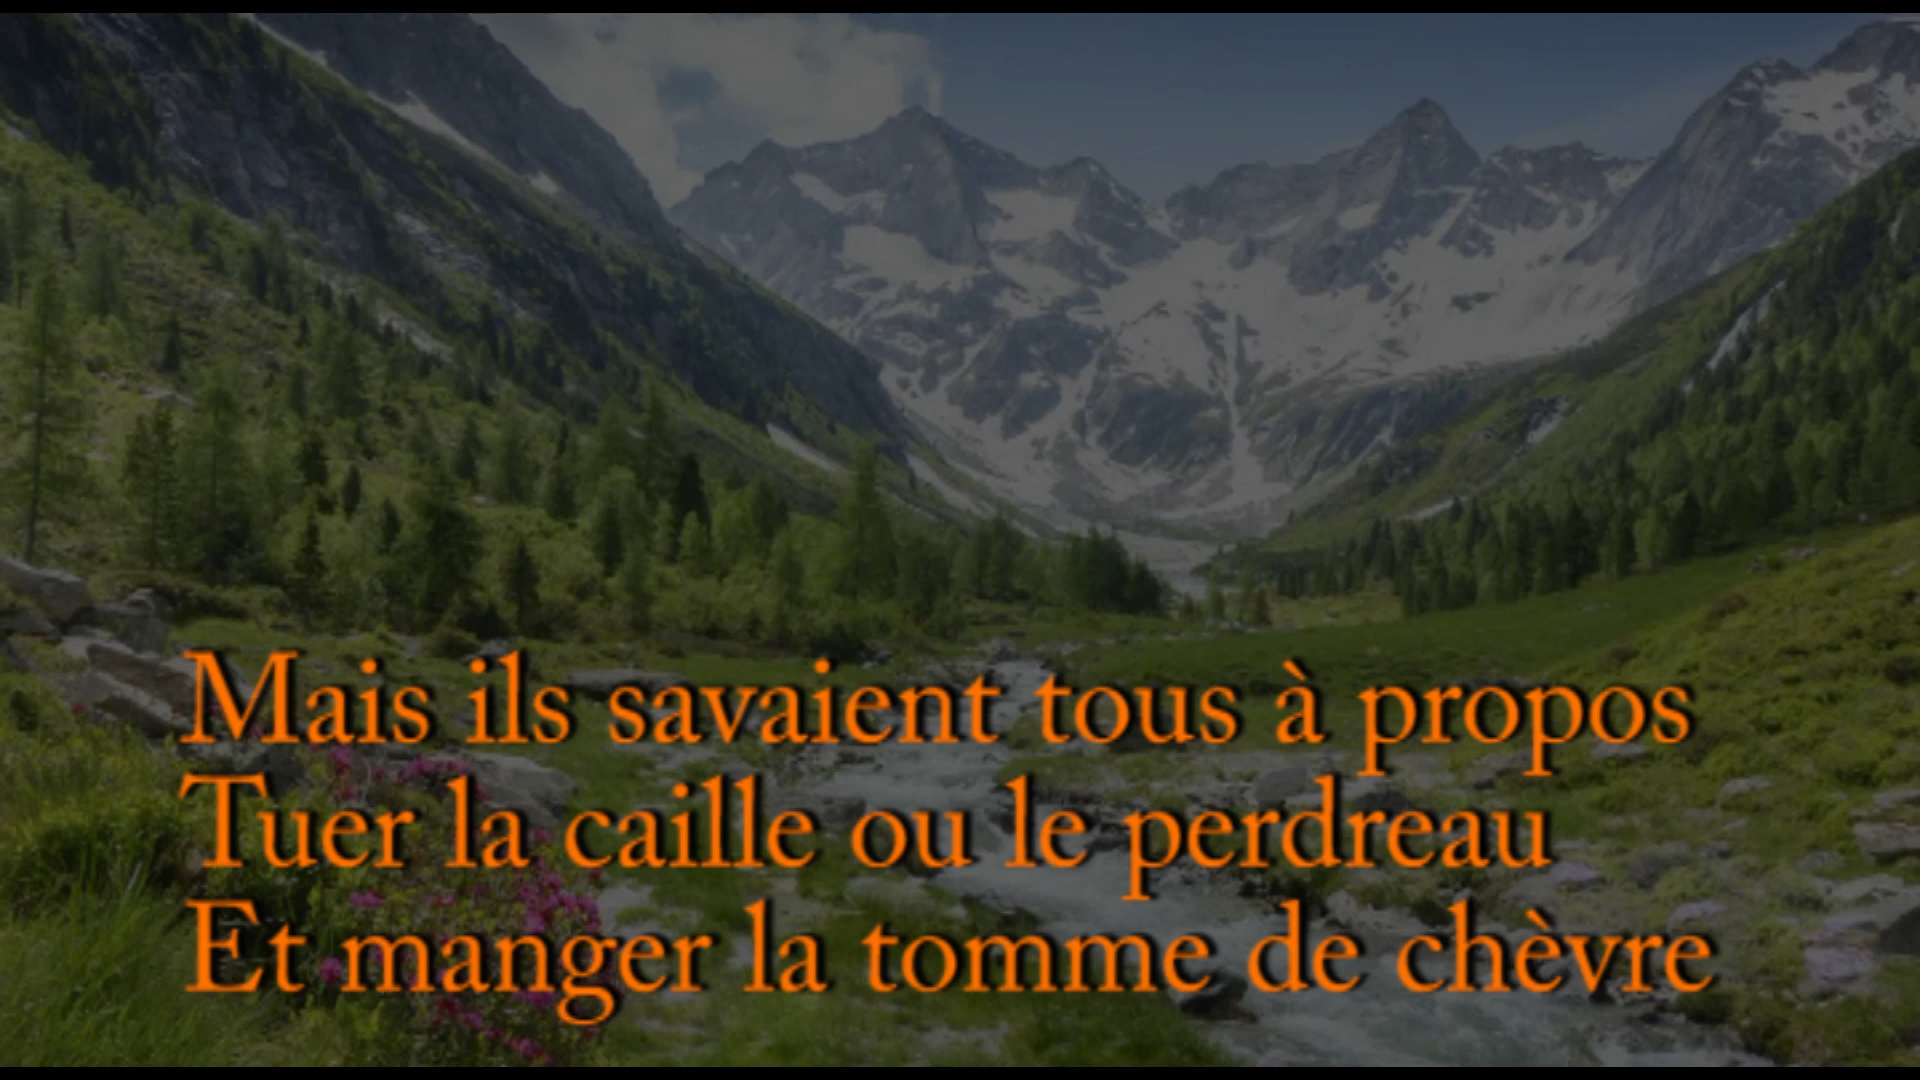 Mais ils savaient tous à propos
Tuer la caille ou le perdreau
Et manger la tomme de chèvre